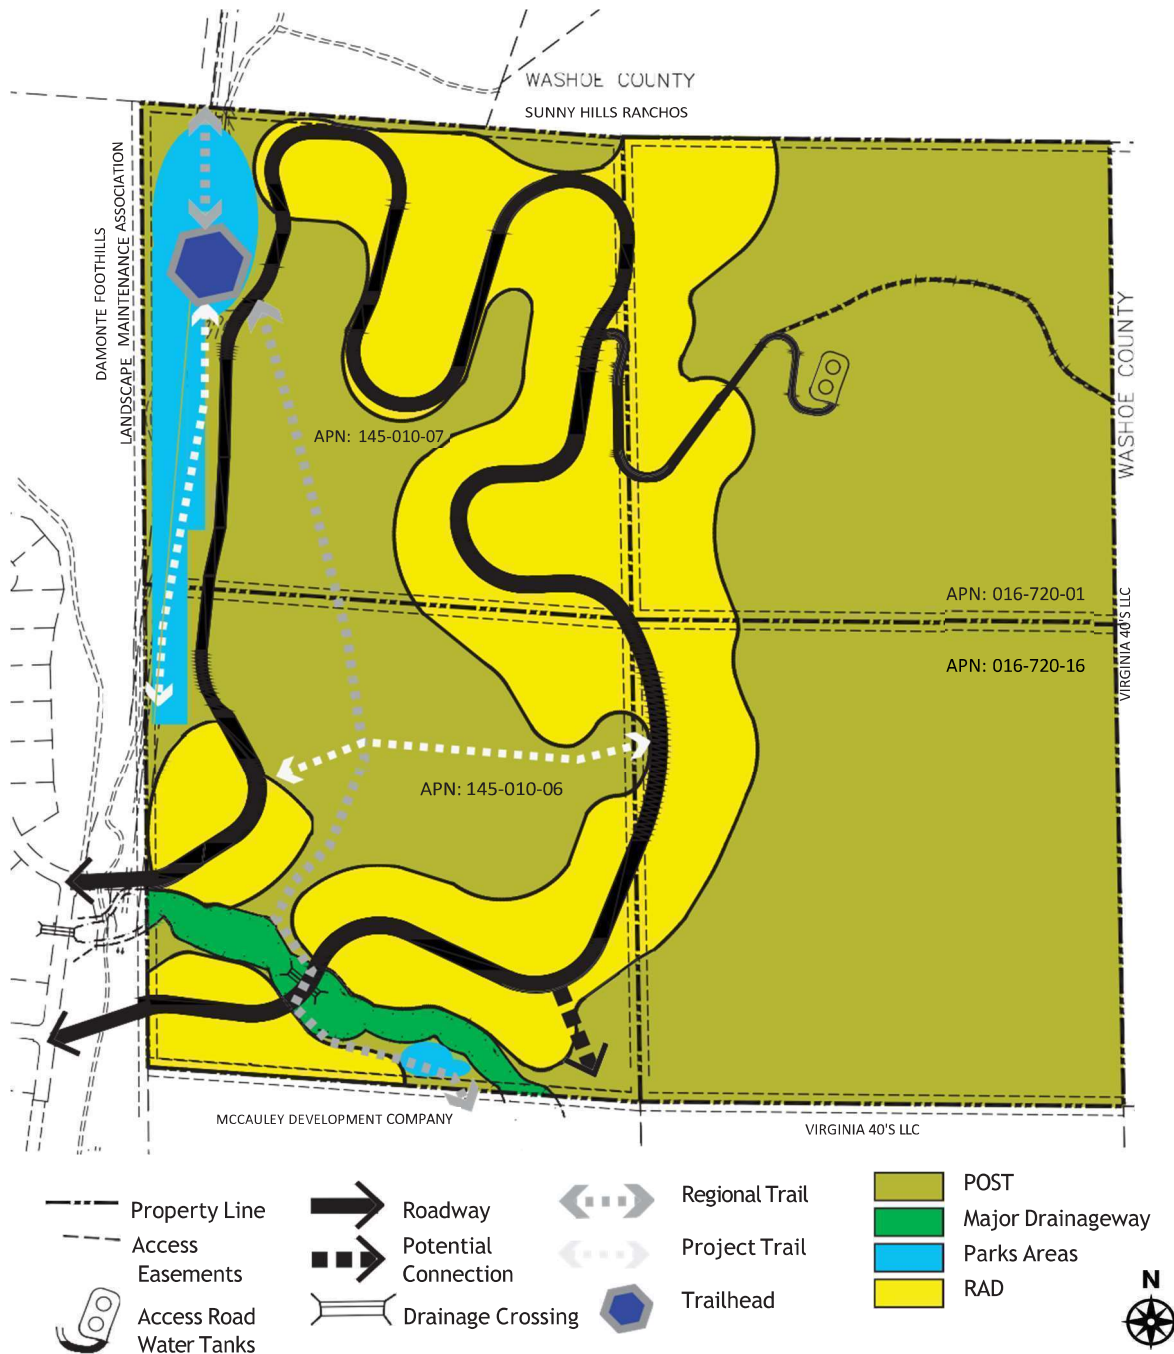 WASHOE COUNTY
SUNNY HILLS RANCHOS
DAMONTE FOOTHILLS
LANDSCAPE MAINTENANCE ASSOCIATION
WASHOE COUNTY
APN: 145-010-07
APN: 016-720-01
VIRGINIA 40'S LLC
APN: 016-720-16
APN: 145-010-06
MCCAULEY DEVELOPMENT COMPANY
VIRGINIA 40'S LLC
Property Line
Access
Easements
Access Road
Water Tanks
Roadway
Potential
Connection
Drainage Crossing
Regional Trail
Project Trail
Trailhead
POST
Major Drainageway
Parks Areas
RAD
N